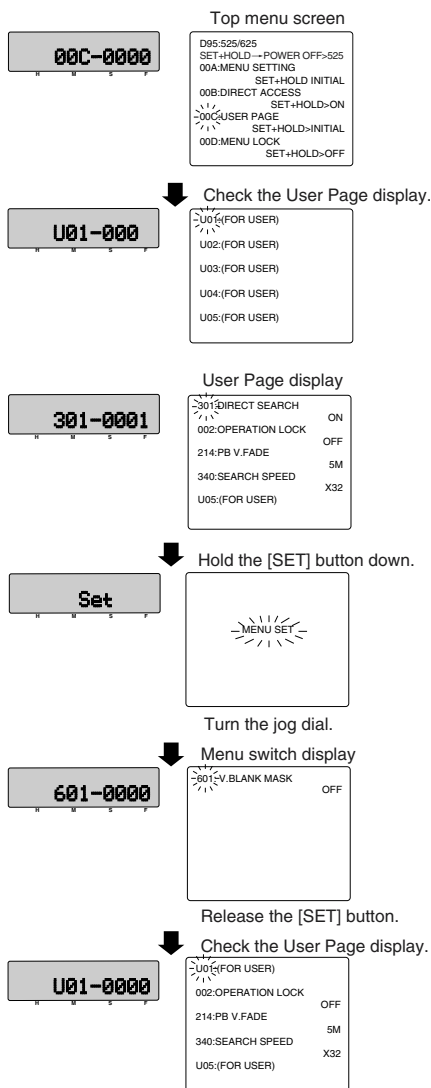 Top menu screen
00C-0000
H M S F
D95:525/625
SET+HOLD→POWER OFF>525
00A:MENU SETTING
SET+HOLD INITIAL
00B:DIRECT ACCESS
SET+HOLD>ON
00C:USER PAGE
SET+HOLD>INITIAL
00D:MENU LOCK
SET+HOLD>OFF
Check the User Page display.
U01-000
H M S F
U01:(FOR USER)
U02:(FOR USER)
U03:(FOR USER)
U04:(FOR USER)
U05:(FOR USER)
User Page display
301-0001
H M S F
301:DIRECT SEARCH
ON
002:OPERATION LOCK
OFF
214:PB V.FADE
5M
340:SEARCH SPEED
X32
U05:(FOR USER)
Hold the [SET] button down.
Set
H M S F
MENU SET
Turn the jog dial.
Menu switch display
601-0000
H M S F
601:V.BLANK MASK
OFF
Release the [SET] button.
Check the User Page display.
U01-0000
H M S F
U01:(FOR USER)
002:OPERATION LOCK
OFF
214:PB V.FADE
5M
340:SEARCH SPEED
X32
U05:(FOR USER)